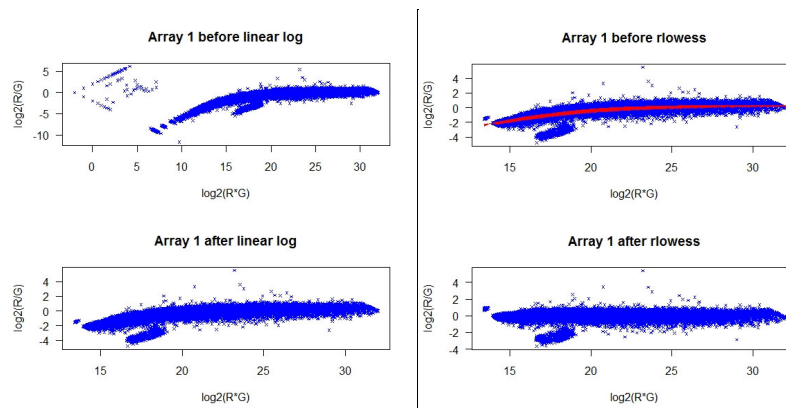 Array 1 before linear log
log2(R/G)
5
0
-5
-10
0 5 10 15 20 25 30
log2(R*G)
Array 1 after linear log
log2(R/G)
4
2
0
-2
-4
15 20 25 30
log2(R*G)
Array 1 before rlowess
log2(R/G)
4
2
0
-2
-4
15 20 25 30
log2(R*G)
Array 1 after rlowess
log2(R/G)
4
2
0
-2
-4
15 20 25 30
log2(R*G)